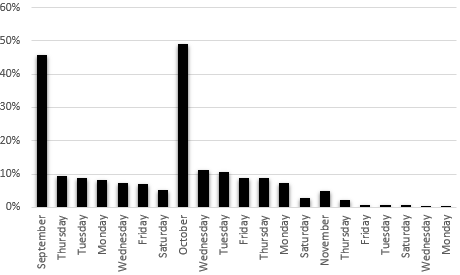 60%
50%
40%
30%
20%
10%
0%
September
Thursday
Tuesday
Monday
Wednesday
Friday
Saturday
October
Wednesday
Tuesday
Friday
Thursday
Monday
Saturday
November
Thursday
Friday
Tuesday
Saturday
Wednesday
Monday